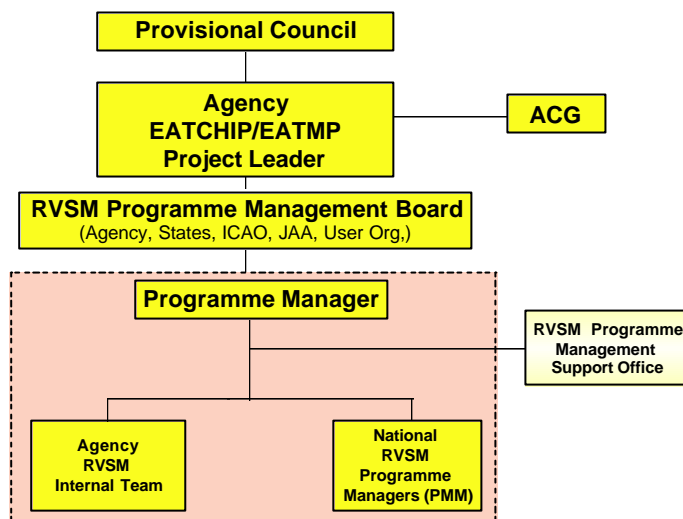 Provisional Council
Agency
EATCHIP/EATMP
Project Leader
ACG
RVSM Programme Management Board
(Agency, States, ICAO, JAA, User Org,)
Programme Manager
RVSM Programme
Management
Support Office
Agency
RVSM
Internal Team
National
RVSM
Programme
Managers (PMM)